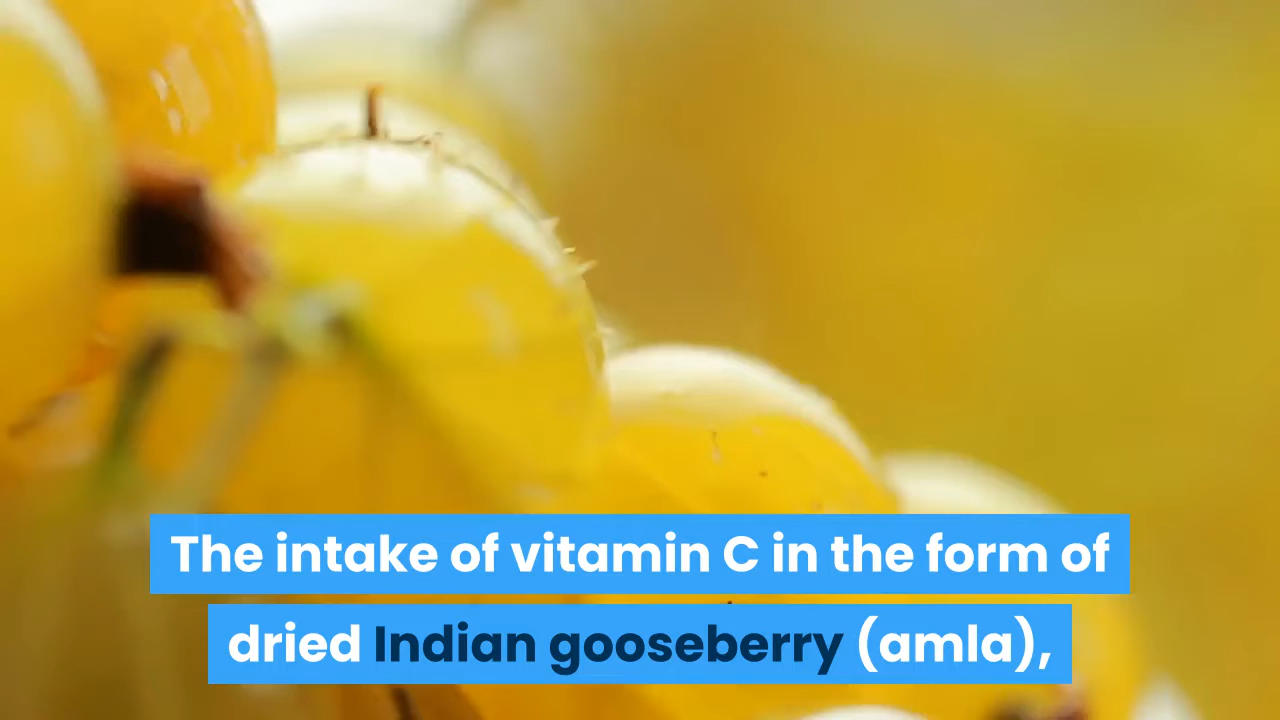 The intake of vitamin C in the form of
dried Indian gooseberry (amla),